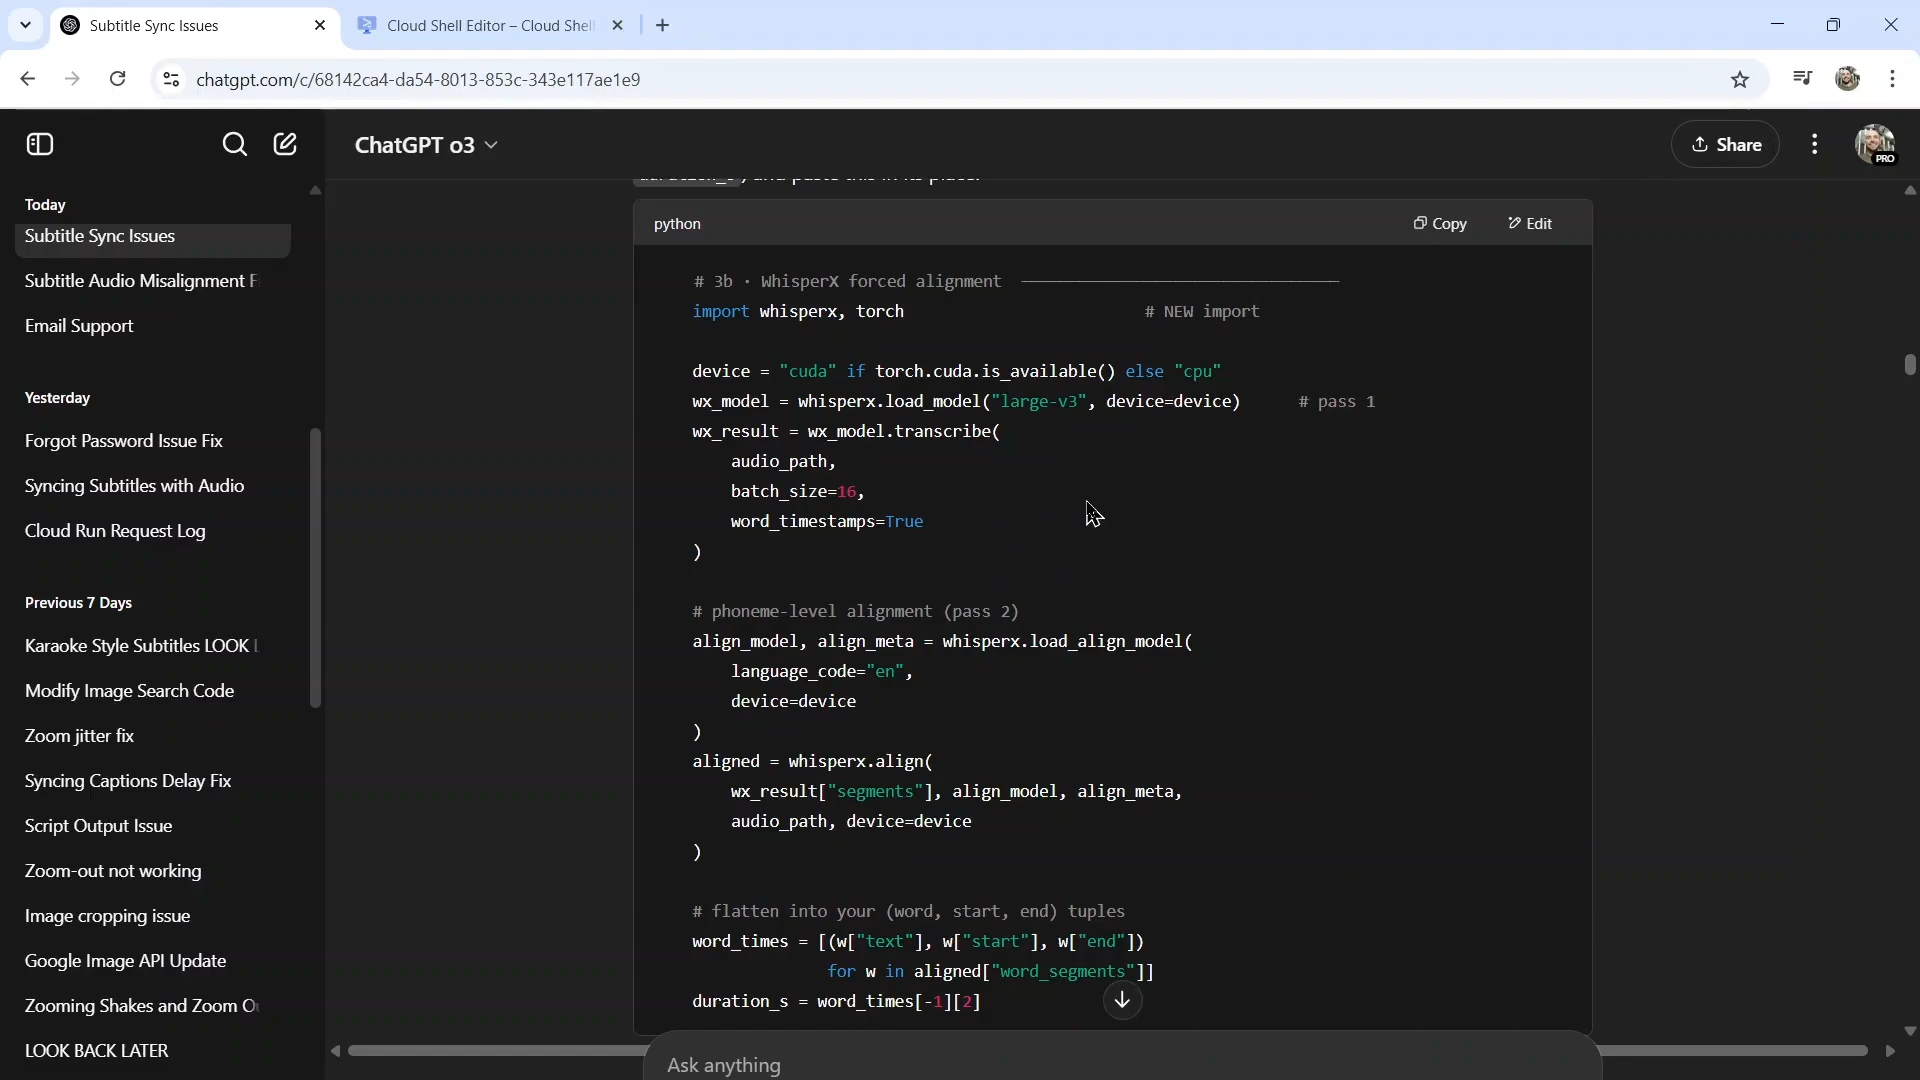 Subtitle Sync Issues
Cloud Shell Editor – Cloud Shell
chatgpt.com/c/68142ca4-da54-8013-853c-343e117ae1e9
ChatGPT o3
Share
PRO
Today
Subtitle Sync Issues
Subtitle Audio Misalignment F
Email Support
Yesterday
Forgot Password Issue Fix
Syncing Subtitles with Audio
Cloud Run Request Log
Previous 7 Days
Karaoke Style Subtitles LOOK
Modify Image Search Code
Zoom jitter fix
Syncing Captions Delay Fix
Script Output Issue
Zoom-out not working
Image cropping issue
Google Image API Update
Zooming Shakes and Zoom Ou
LOOK BACK LATER
python
Copy
Edit
# 3b · WhisperX forced alignment ─────────────────────────────────
import whisperx, torch # NEW import
device = "cuda" if torch.cuda.is_available() else "cpu"
wx_model = whisperx.load_model("large-v3", device=device) # pass 1
wx_result = wx_model.transcribe(
audio_path,
batch_size=16,
word_timestamps=True
)
# phoneme-level alignment (pass 2)
align_model, align_meta = whisperx.load_align_model(
language_code="en",
device=device
)
aligned = whisperx.align(
wx_result["segments"], align_model, align_meta,
audio_path, device=device
)
# flatten into your (word, start, end) tuples
word_times = [(w["text"], w["start"], w["end"])
for w in aligned["word_segments"]]
duration_s = word_times[-1][2]
Ask anything